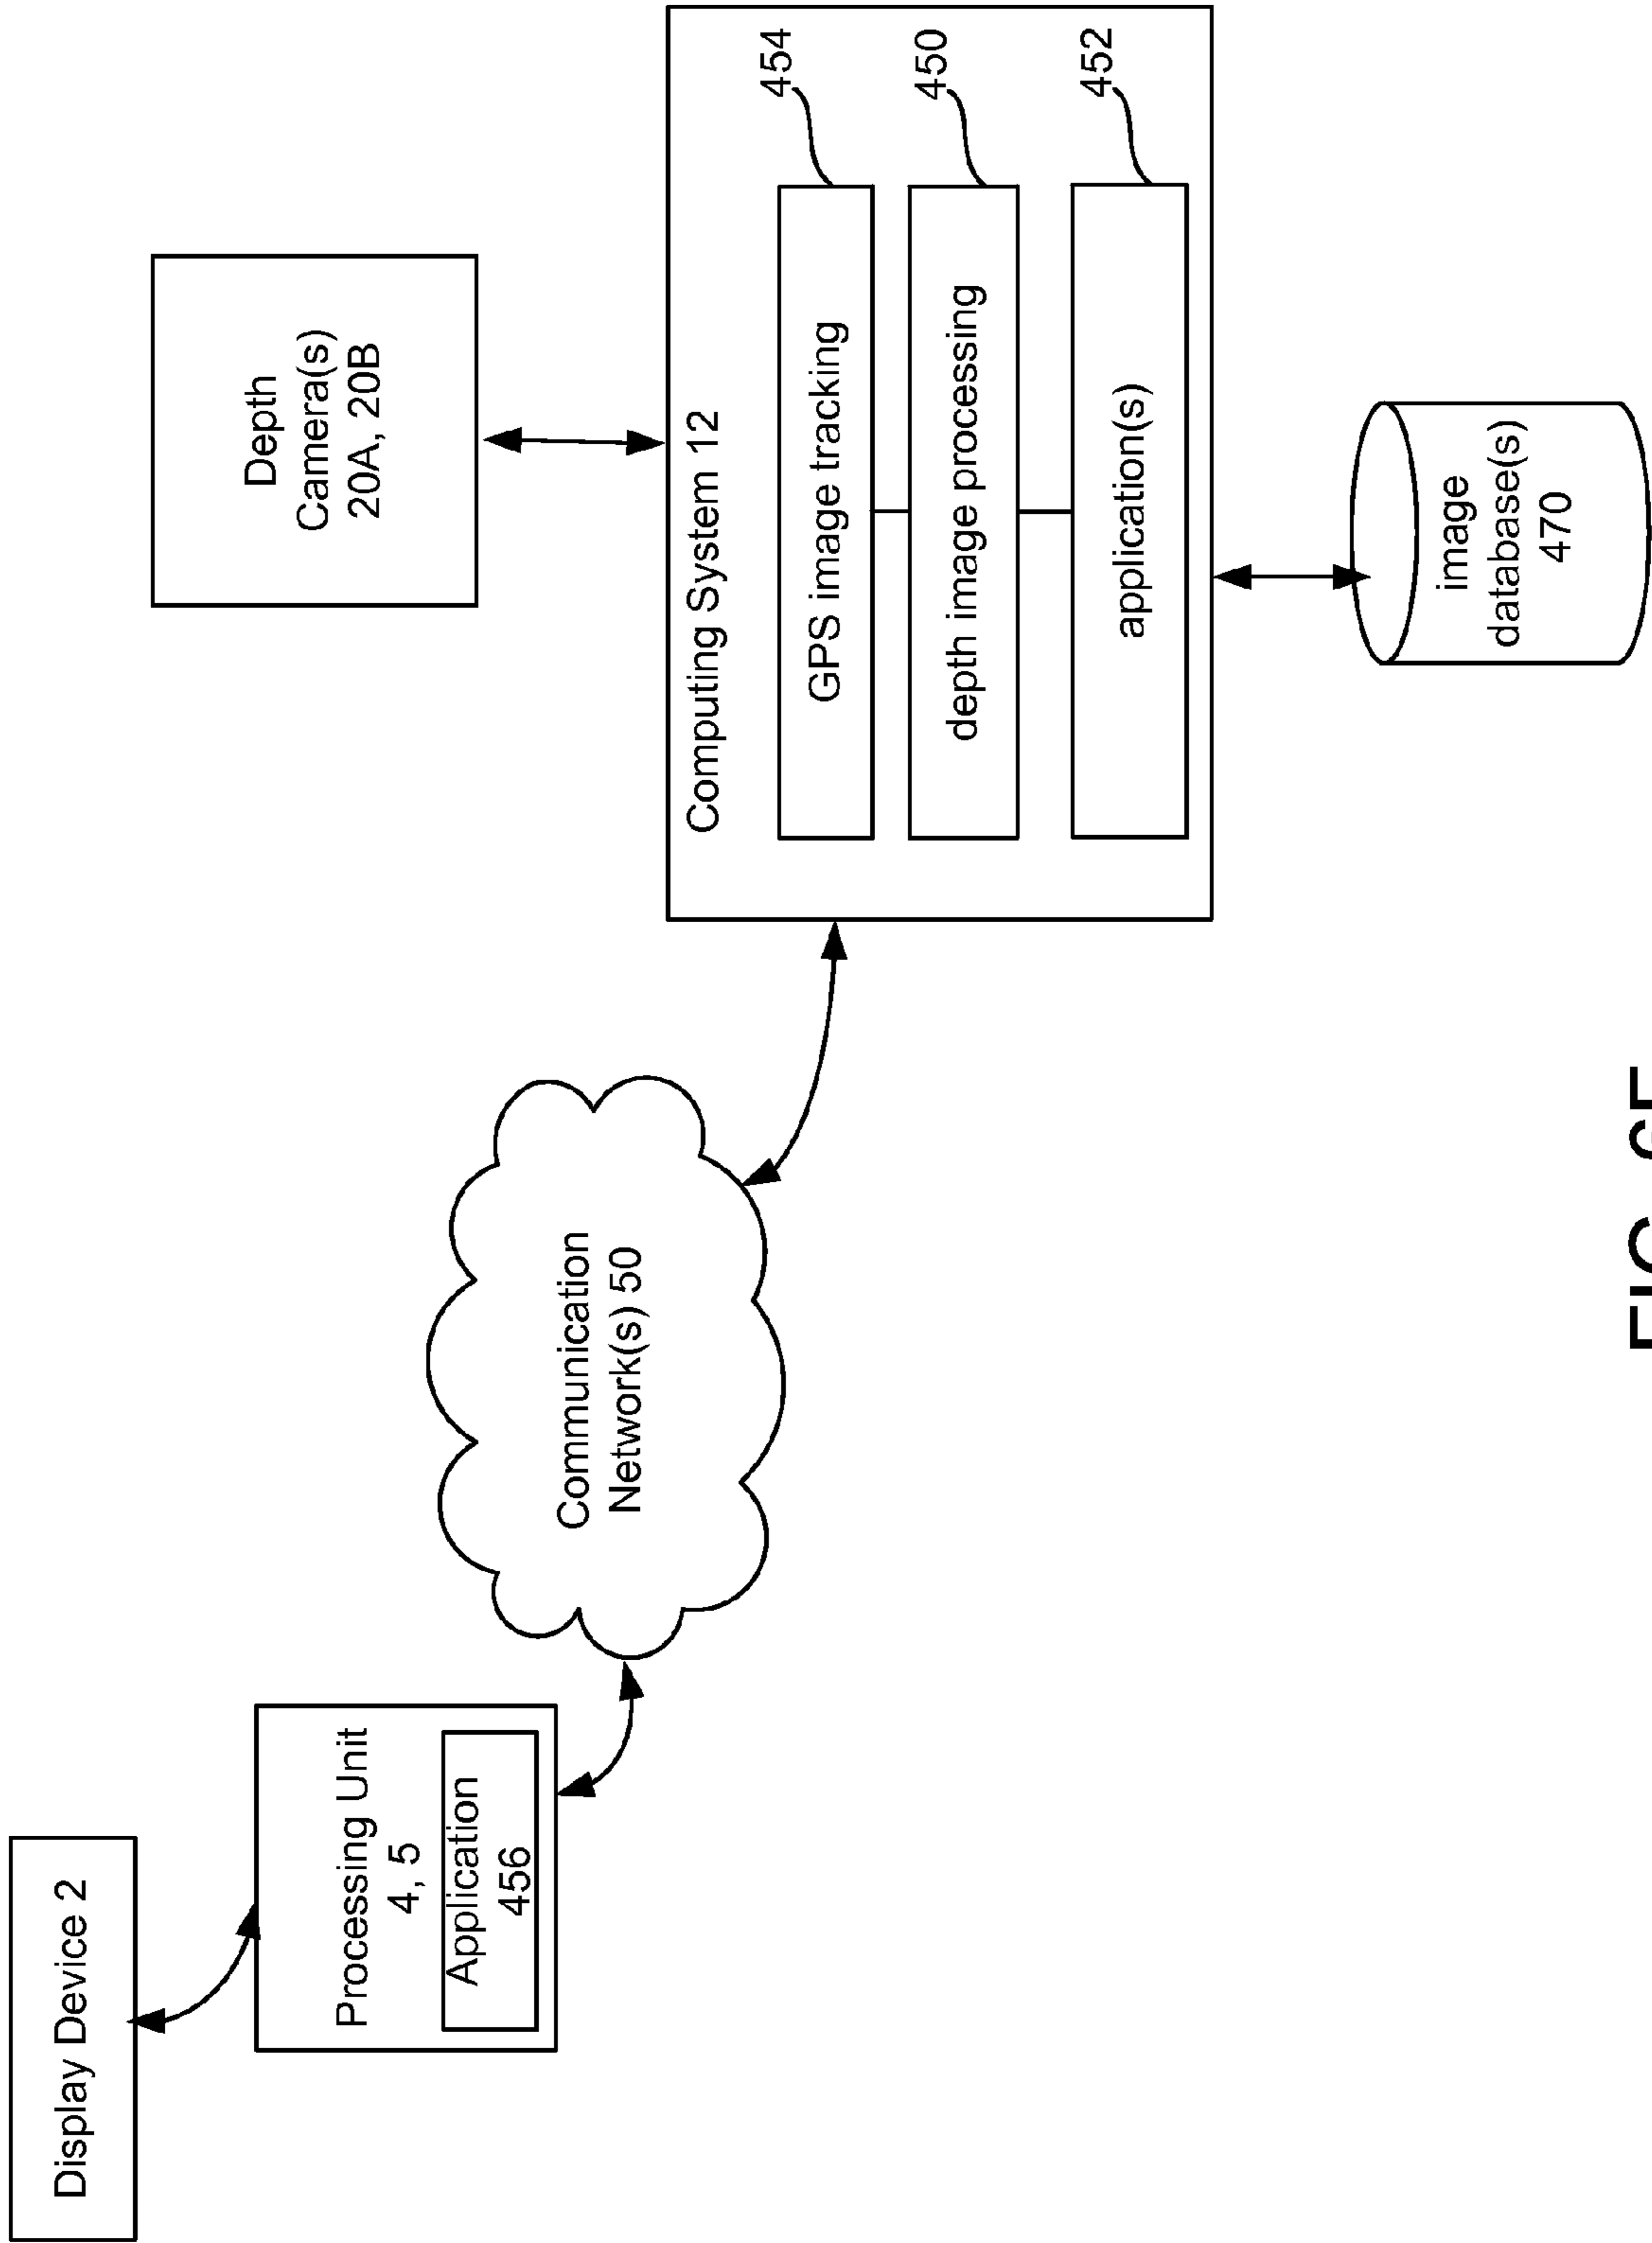 Display Device 2
Processing Unit
4, 5
Application
456
Communication
Network(s) 50
Depth
Camera(s)
20A, 20B
Computing System 12
454
GPS image tracking
450
depth image processing
452
application(s)
image
database(s)
470